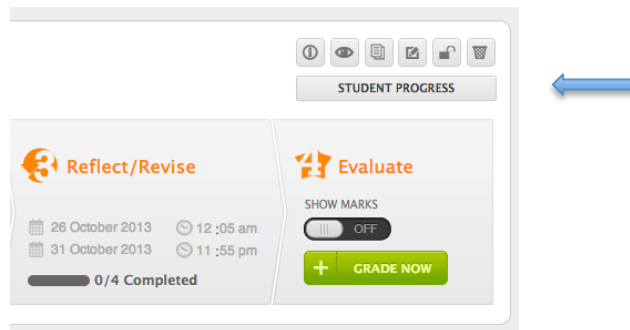 STUDENT PROGRESS
3 Reflect/Revise
26 October 2013 12 :05 am
31 October 2013 11 :55 pm
0/4 Completed
4 Evaluate
SHOW MARKS
OFF
+ GRADE NOW